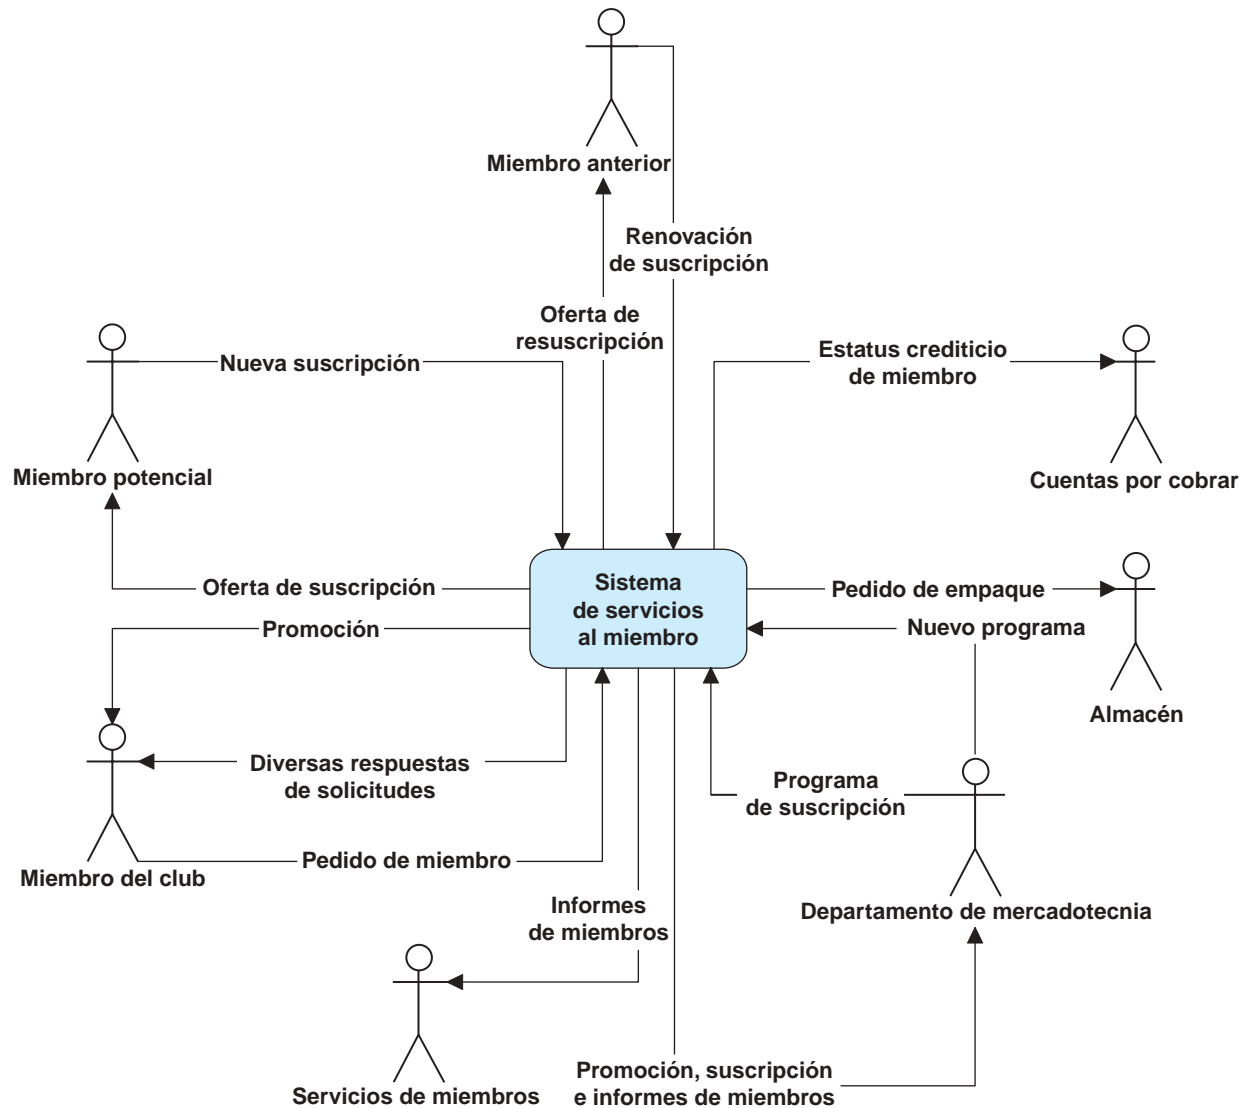 Miembro anterior
Renovación
de suscripción
Oferta de
resuscripción
Nueva suscripción
Estatus crediticio
de miembro
Miembro potencial
Cuentas por cobrar
Oferta de suscripción
Sistema
de servicios
al miembro
Pedido de empaque
Promoción
Nuevo programa
Almacén
Diversas respuestas
de solicitudes
Programa
de suscripción
Pedido de miembro
Miembro del club
Informes
de miembros
Departamento de mercadotecnia
Servicios de miembros
Promoción, suscripción
e informes de miembros